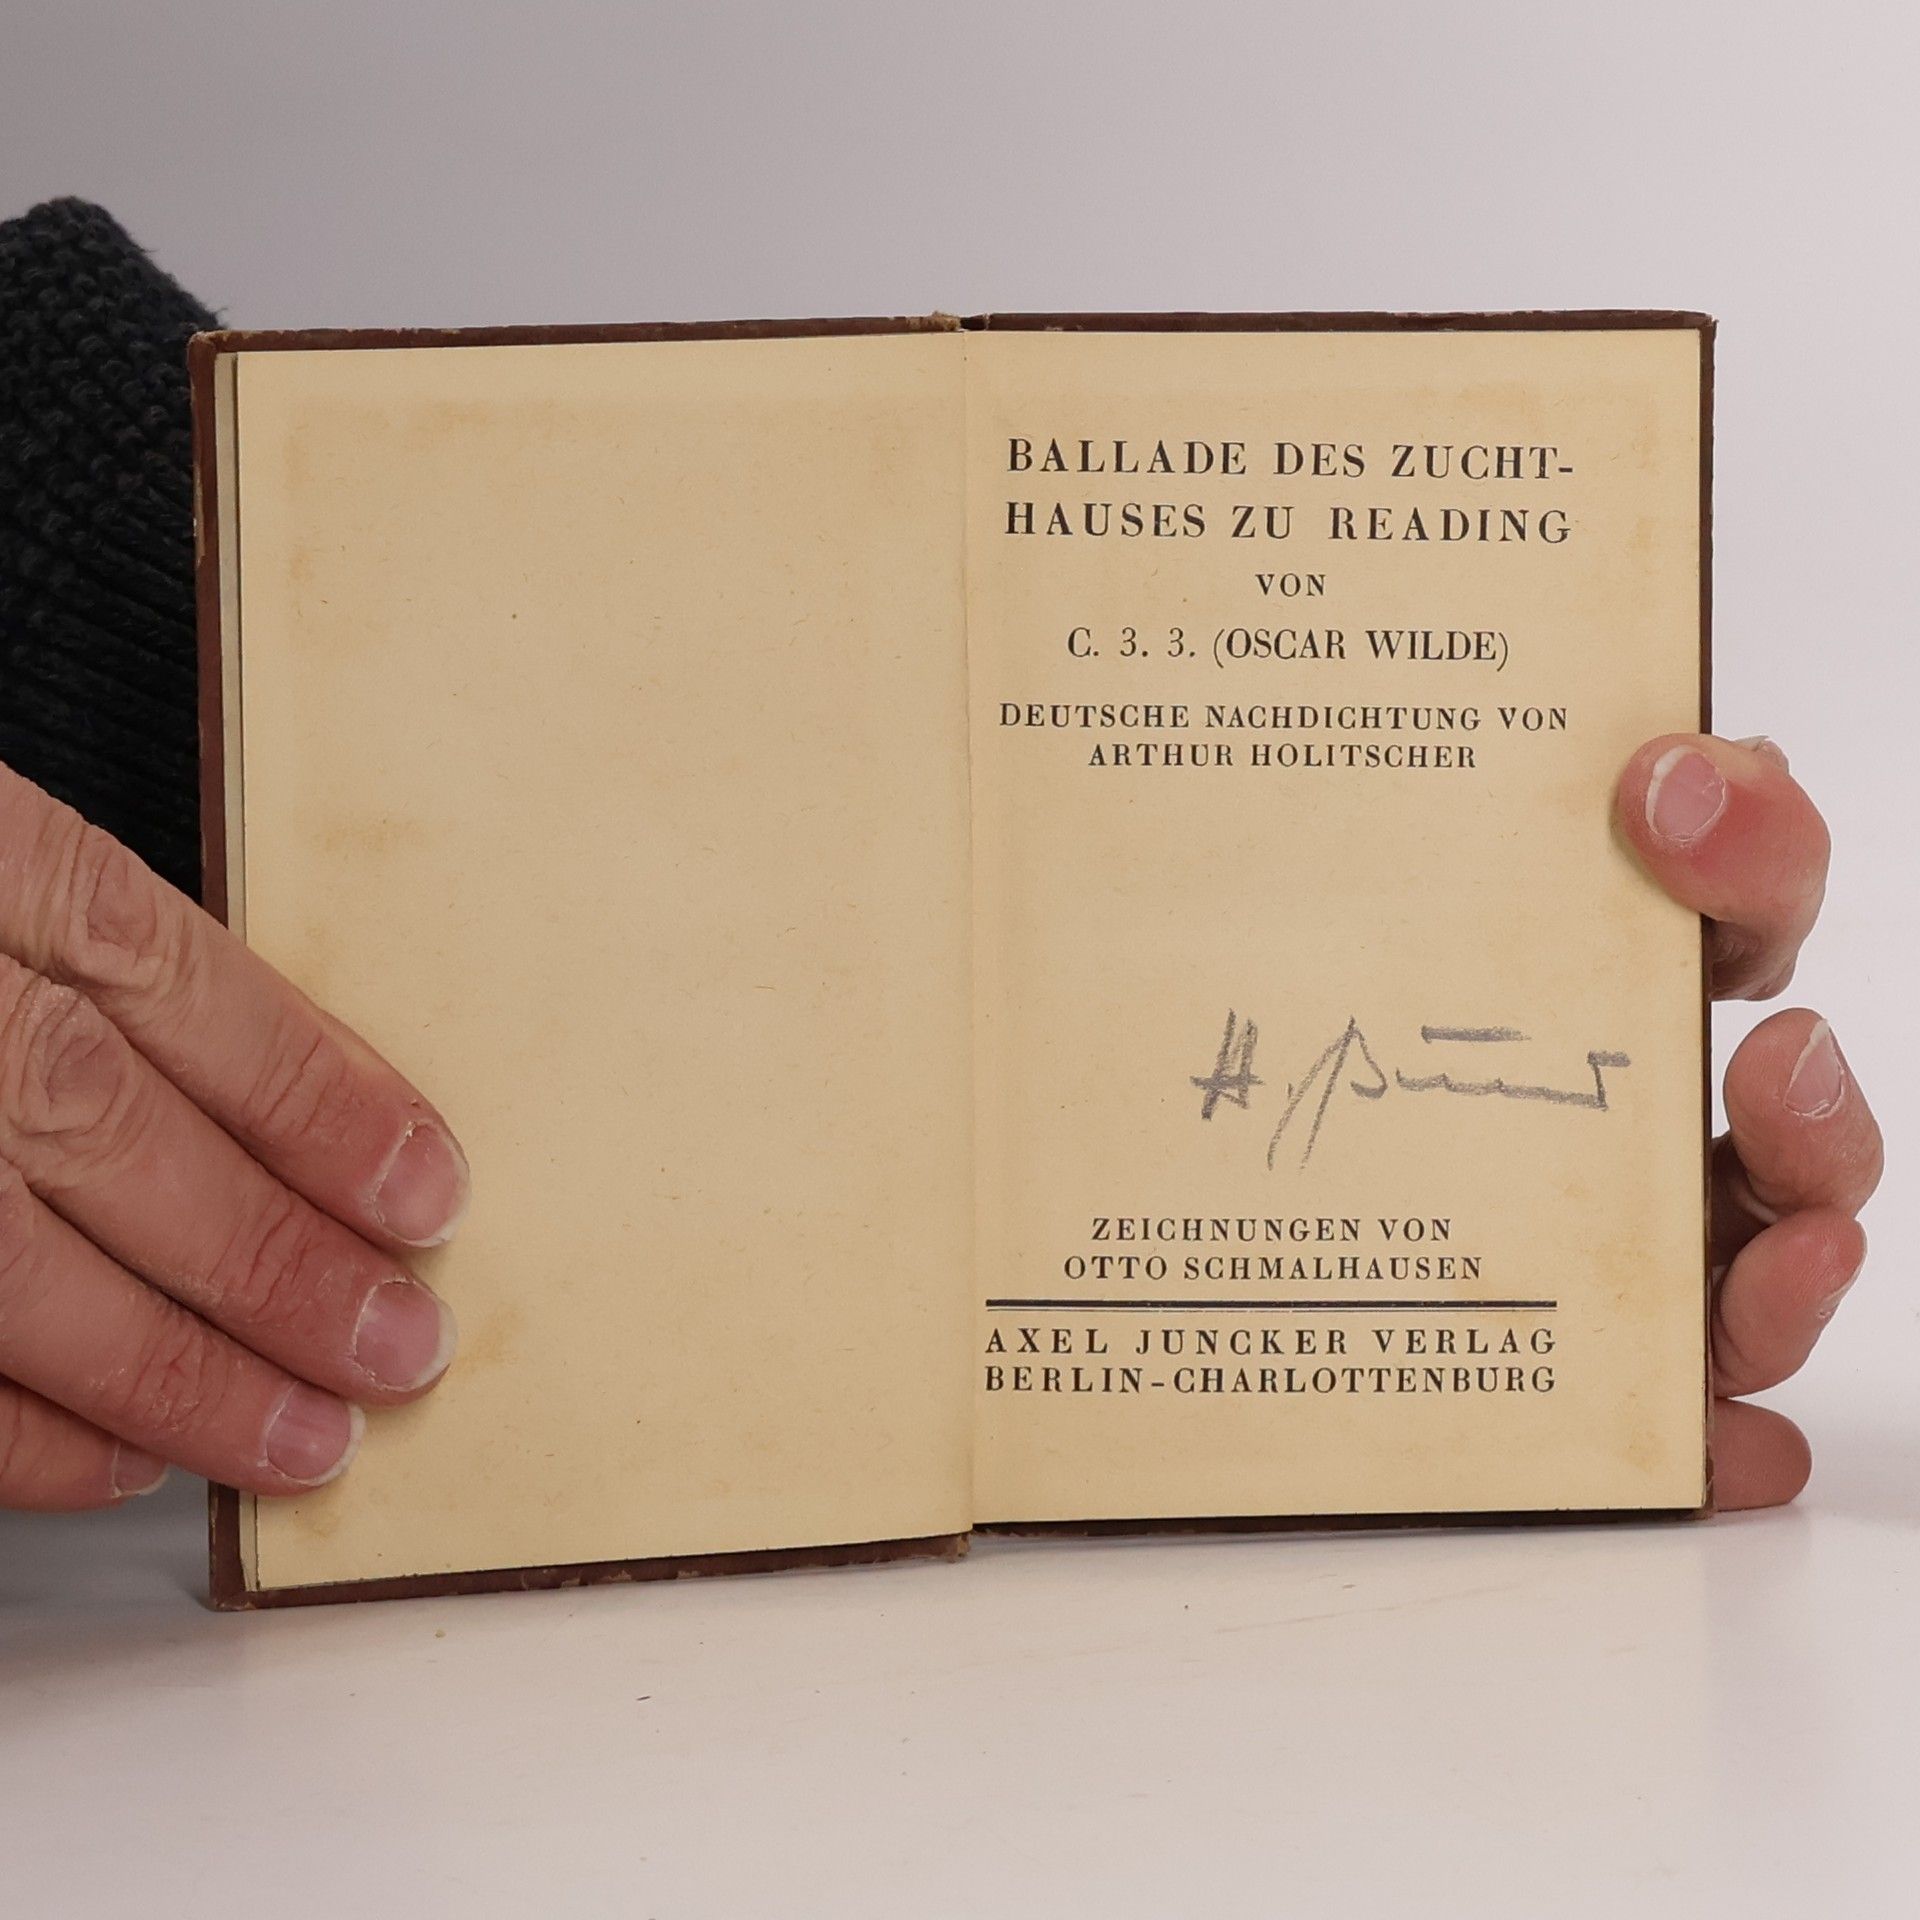 BALLADE DES ZUCHT-
HAUSES ZU READING
VON
C. 3. 3. (OSCAR WILDE)
DEUTSCHE NACHDICHTUNG VON
ARTHUR HOLITSCHER
ZEICHNUNGEN VON
OTTO SCHMALHAUSEN
AXEL JUNCKER VERLAG
BERLIN-CHARLOTTENBURG